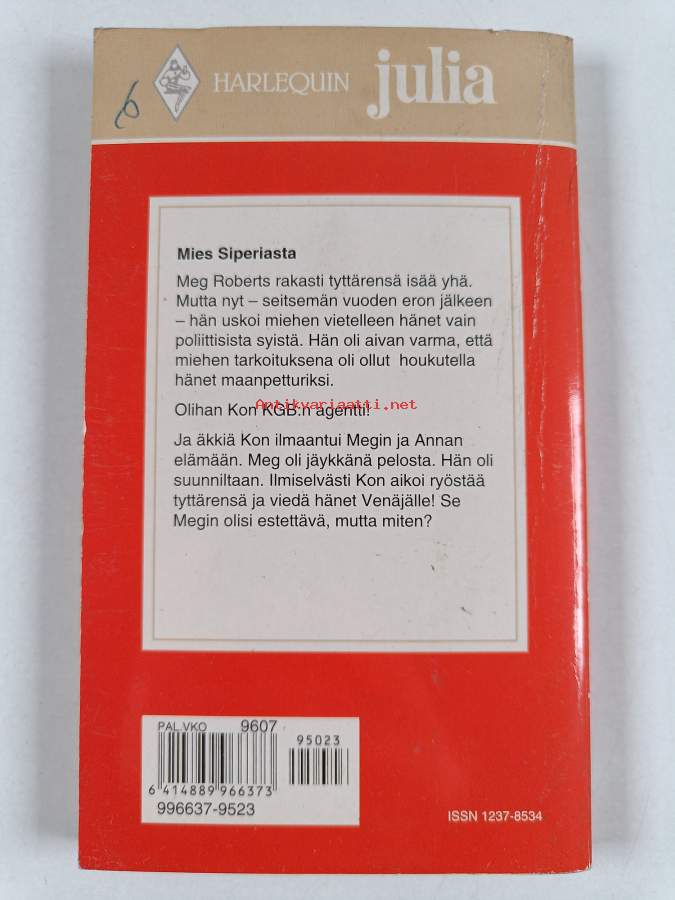 HARLEQUIN julia
6
Mies Siperiasta
Meg Roberts rakasti tyttärensä isää yhä.
Mutta nyt – seitsemän vuoden eron jälkeen
– hän uskoi miehen vietelleen hänet vain
poliittisista syistä. Hän oli aivan varma, että
miehen tarkoituksena oli ollut houkutella
hänet maanpetturiksi.
Antikvariaatti.net
Olihan Kon KGB:n agentti!
Ja äkkiä Kon ilmaantui Megin ja Annan
elämään. Meg oli jäykkänä pelosta. Hän oli
suunniltaan. Ilmiselvästi Kon aikoi ryöstää
tyttärensä ja viedä hänet Venäjälle! Se
Megin olisi estettävä, mutta miten?
PAL.VKO 9607
95023
6 414889 966373
996637-9523
ISSN 1237-8534